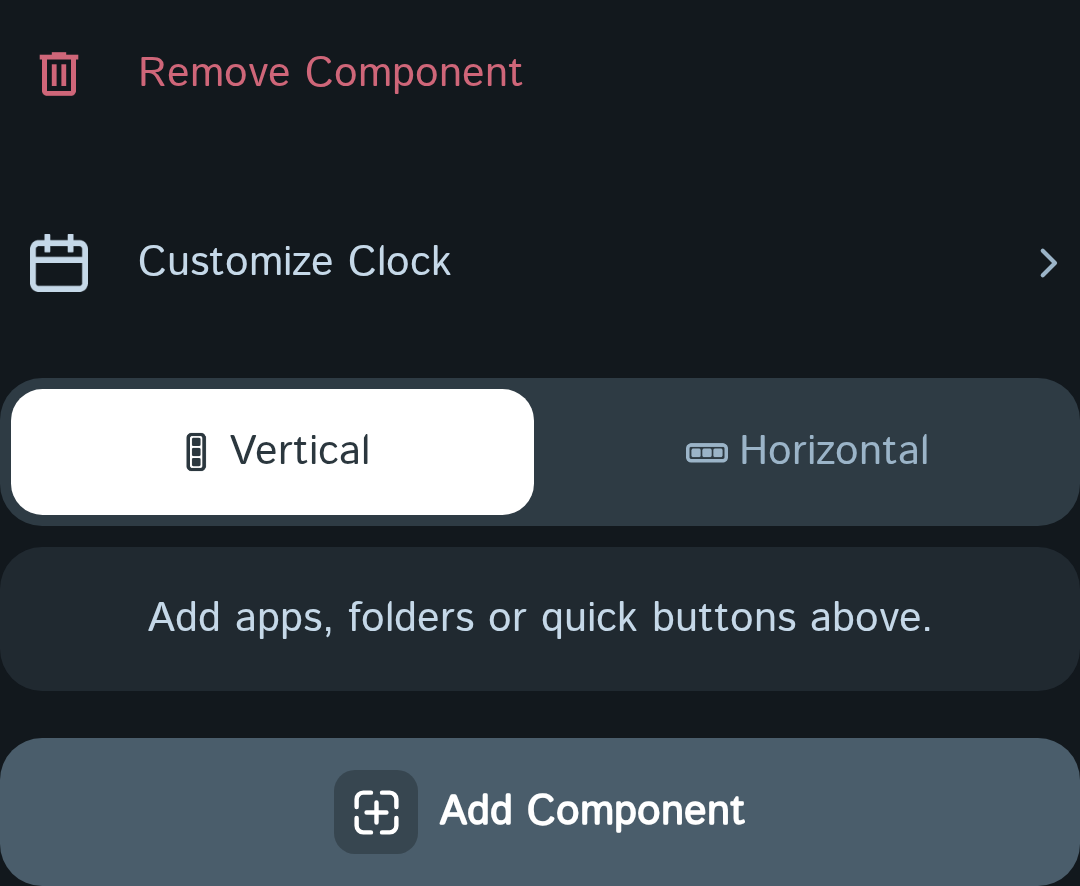 Remove Component
Customize Clock
Vertical
Horizontal
Add apps, folders or quick buttons above.
Add Component